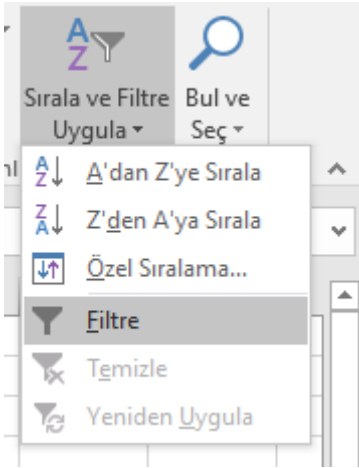 Sırala ve Filtre Uygula
Bul ve Seç
A'dan Z'ye Sırala
Z'den A'ya Sırala
Özel Sıralama...
Filtre
Temizle
Yeniden Uygula